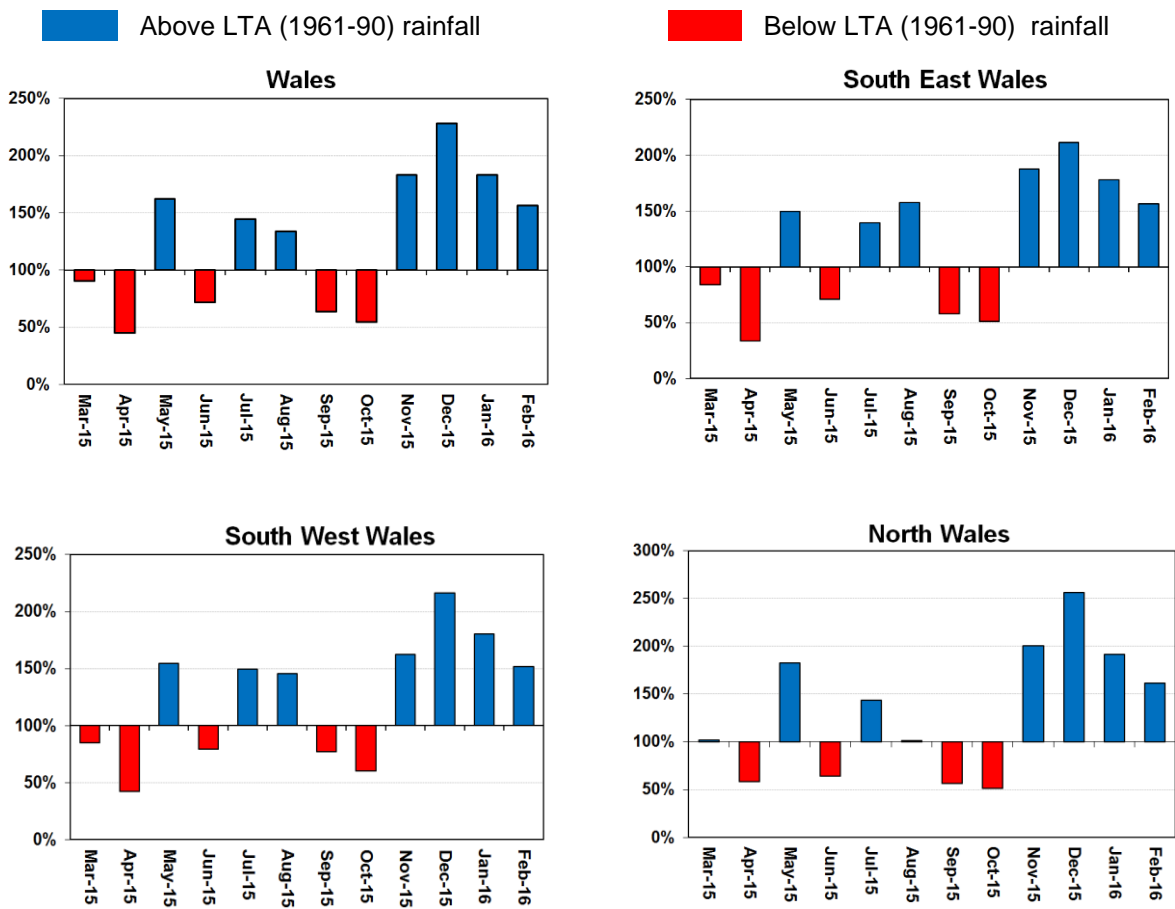 Above LTA (1961-90) rainfall
Below LTA (1961-90) rainfall
Wales
250%
200%
150%
100%
50%
0%
Mar-15
Apr-15
May-15
Jun-15
Jul-15
Aug-15
Sep-15
Oct-15
Nov-15
Dec-15
Jan-16
Feb-16
South East Wales
250%
200%
150%
100%
50%
0%
Mar-15
Apr-15
May-15
Jun-15
Jul-15
Aug-15
Sep-15
Oct-15
Nov-15
Dec-15
Jan-16
Feb-16
South West Wales
250%
200%
150%
100%
50%
0%
Mar-15
Apr-15
May-15
Jun-15
Jul-15
Aug-15
Sep-15
Oct-15
Nov-15
Dec-15
Jan-16
Feb-16
North Wales
300%
250%
200%
150%
100%
50%
0%
Mar-15
Apr-15
May-15
Jun-15
Jul-15
Aug-15
Sep-15
Oct-15
Nov-15
Dec-15
Jan-16
Feb-16